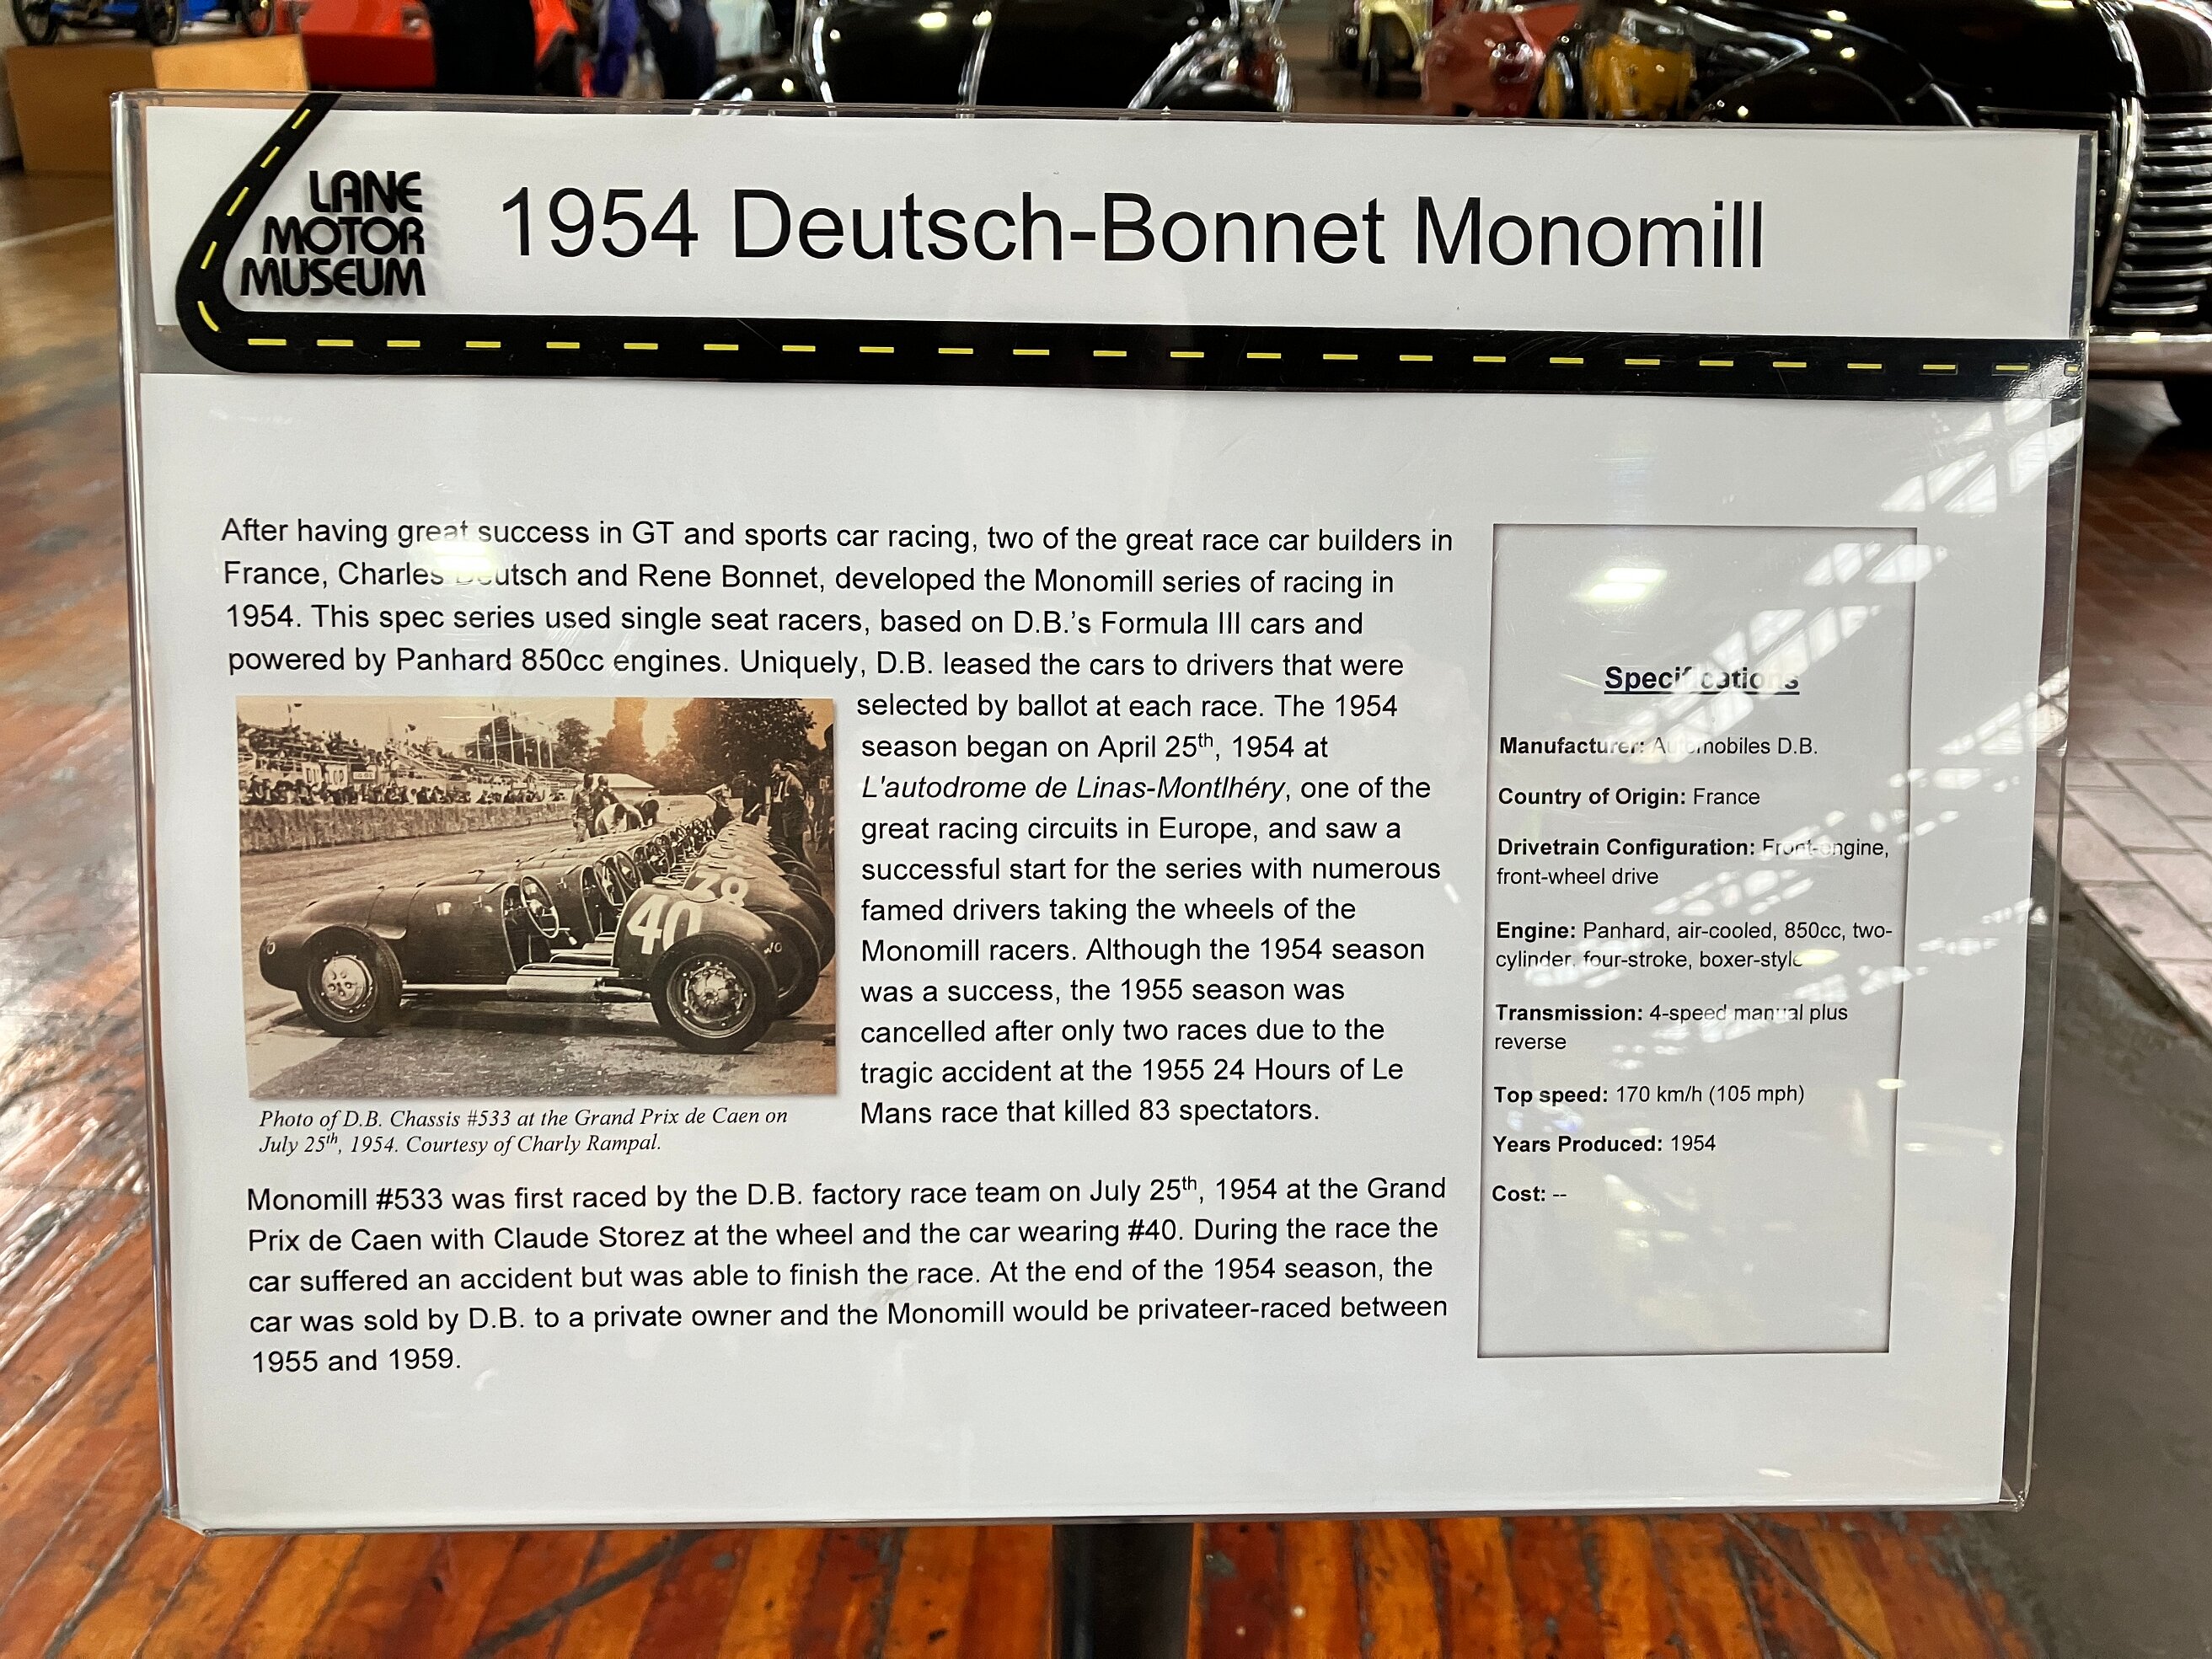 LANE
MOTOR
MUSEUM
1954 Deutsch-Bonnet Monomill
After having great success in GT and sports car racing, two of the great race car builders in
France, Charles Deutsch and Rene Bonnet, developed the Monomill series of racing in
1954. This spec series used single seat racers, based on D.B.'s Formula III cars and
powered by Panhard 850cc engines. Uniquely, D.B. leased the cars to drivers that were
selected by ballot at each race. The 1954
season began on April 25th, 1954 at
L'autodrome de Linas-Montlhéry, one of the
great racing circuits in Europe, and saw a
successful start for the series with numerous
famed drivers taking the wheels of the
Monomill racers. Although the 1954 season
was a success, the 1955 season was
cancelled after only two races due to the
tragic accident at the 1955 24 Hours of Le
Mans race that killed 83 spectators.
38
40
Photo of D.B. Chassis #533 at the Grand Prix de Caen on
July 25th, 1954. Courtesy of Charly Rampal.
Monomill #533 was first raced by the D.B. factory race team on July 25th, 1954 at the Grand
Prix de Caen with Claude Storez at the wheel and the car wearing #40. During the race the
car suffered an accident but was able to finish the race. At the end of the 1954 season, the
car was sold by D.B. to a private owner and the Monomill would be privateer-raced between
1955 and 1959.
Specifications
Manufacturer: Automobiles D.B.
Country of Origin: France
Drivetrain Configuration: Front-engine,
front-wheel drive
Engine: Panhard, air-cooled, 850cc, two-
cylinder, four-stroke, boxer-style
Transmission: 4-speed manual plus
reverse
Top speed: 170 km/h (105 mph)
Years Produced: 1954
Cost: --